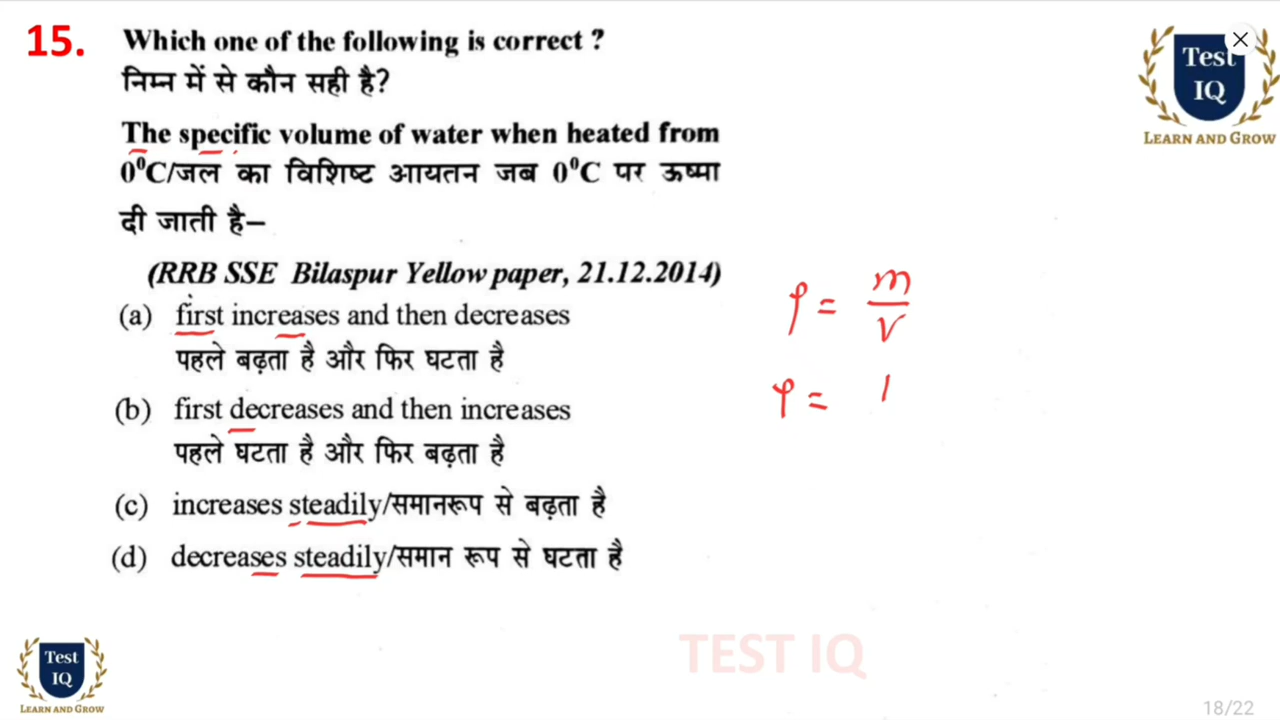 15. Which one of the following is correct ?
निम्न में से कौन सही है?
The specific volume of water when heated from
0⁰C/जल का विशिष्ट आयतन जब 0⁰C पर ऊष्मा
दी जाती है–
(RRB SSE Bilaspur Yellow paper, 21.12.2014)
(a) first increases and then decreases
पहले बढ़ता है और फिर घटता है
(b) first decreases and then increases
पहले घटता है और फिर बढ़ता है
(c) increases steadily/समानरूप से बढ़ता है
(d) decreases steadily/समान रूप से घटता है
ρ = m/v
ρ = 1
Test
IQ
LEARN AND GROW
Test
IQ
LEARN AND GROW
TEST IQ
18/22